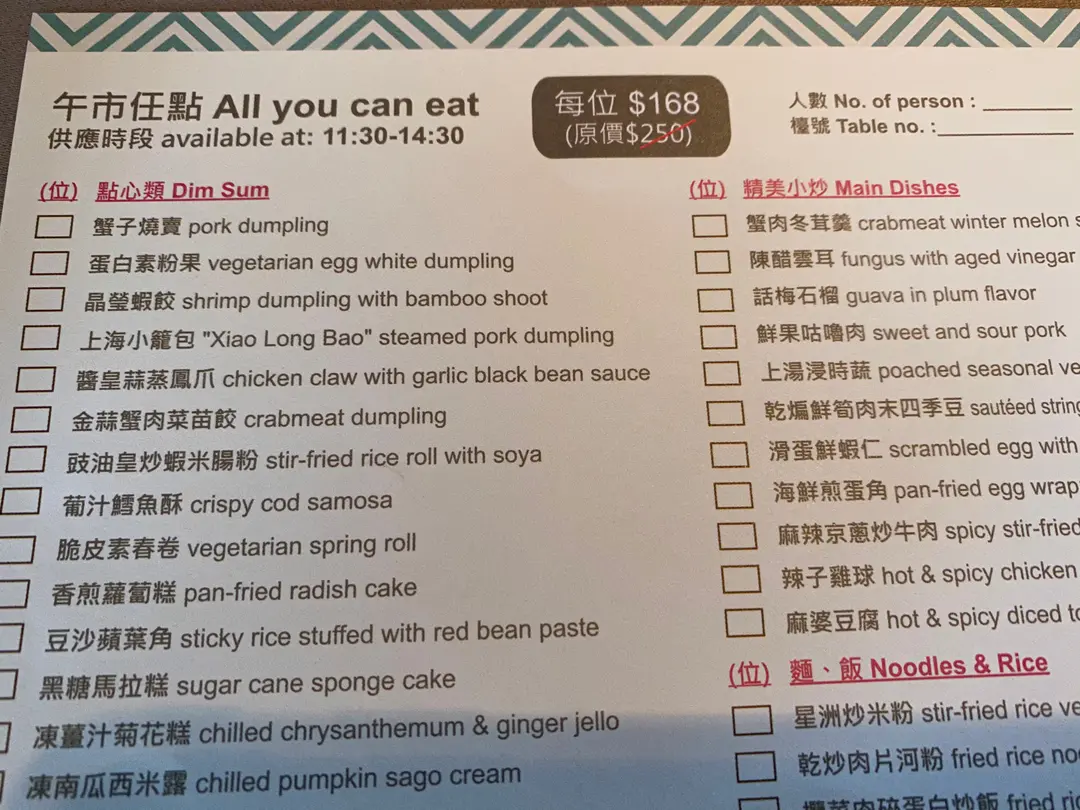 午市任點 All you can eat
供應時段 available at: 11:30-14:30
每位 $168
(原價$250)
人數 No. of person :
檯號 Table no. :
(位) 點心類 Dim Sum
蟹子燒賣 pork dumpling
蛋白素粉果 vegetarian egg white dumpling
晶瑩蝦餃 shrimp dumpling with bamboo shoot
上海小籠包 "Xiao Long Bao" steamed pork dumpling
醬皇蒜蒸鳳爪 chicken claw with garlic black bean sauce
金蒜蟹肉菜苗餃 crabmeat dumpling
豉油皇炒蝦米腸粉 stir-fried rice roll with soya
葡汁鱈魚酥 crispy cod samosa
脆皮素春卷 vegetarian spring roll
香煎蘿蔔糕 pan-fried radish cake
豆沙蘋葉角 sticky rice stuffed with red bean paste
黑糖馬拉糕 sugar cane sponge cake
凍薑汁菊花糕 chilled chrysanthemum & ginger jello
凍南瓜西米露 chilled pumpkin sago cream
(位) 精美小炒 Main Dishes
蟹肉冬茸羹 crabmeat winter melon
陳醋雲耳 fungus with aged vinegar
話梅石榴 guava in plum flavor
鮮果咕嚕肉 sweet and sour pork
上湯浸時蔬 poached seasonal
乾煸鮮筍肉末四季豆 sautéed
滑蛋鮮蝦仁 scrambled egg with
海鮮煎蛋角 pan-fried egg
麻辣京蔥炒牛肉 spicy stir-fried
辣子雞球 hot & spicy chicken
麻婆豆腐 hot & spicy diced
(位) 麵、飯 Noodles & Rice
星洲炒米粉 stir-fried rice
乾炒肉片河粉 fried rice
欖菜肉碎蛋白炒飯 fried